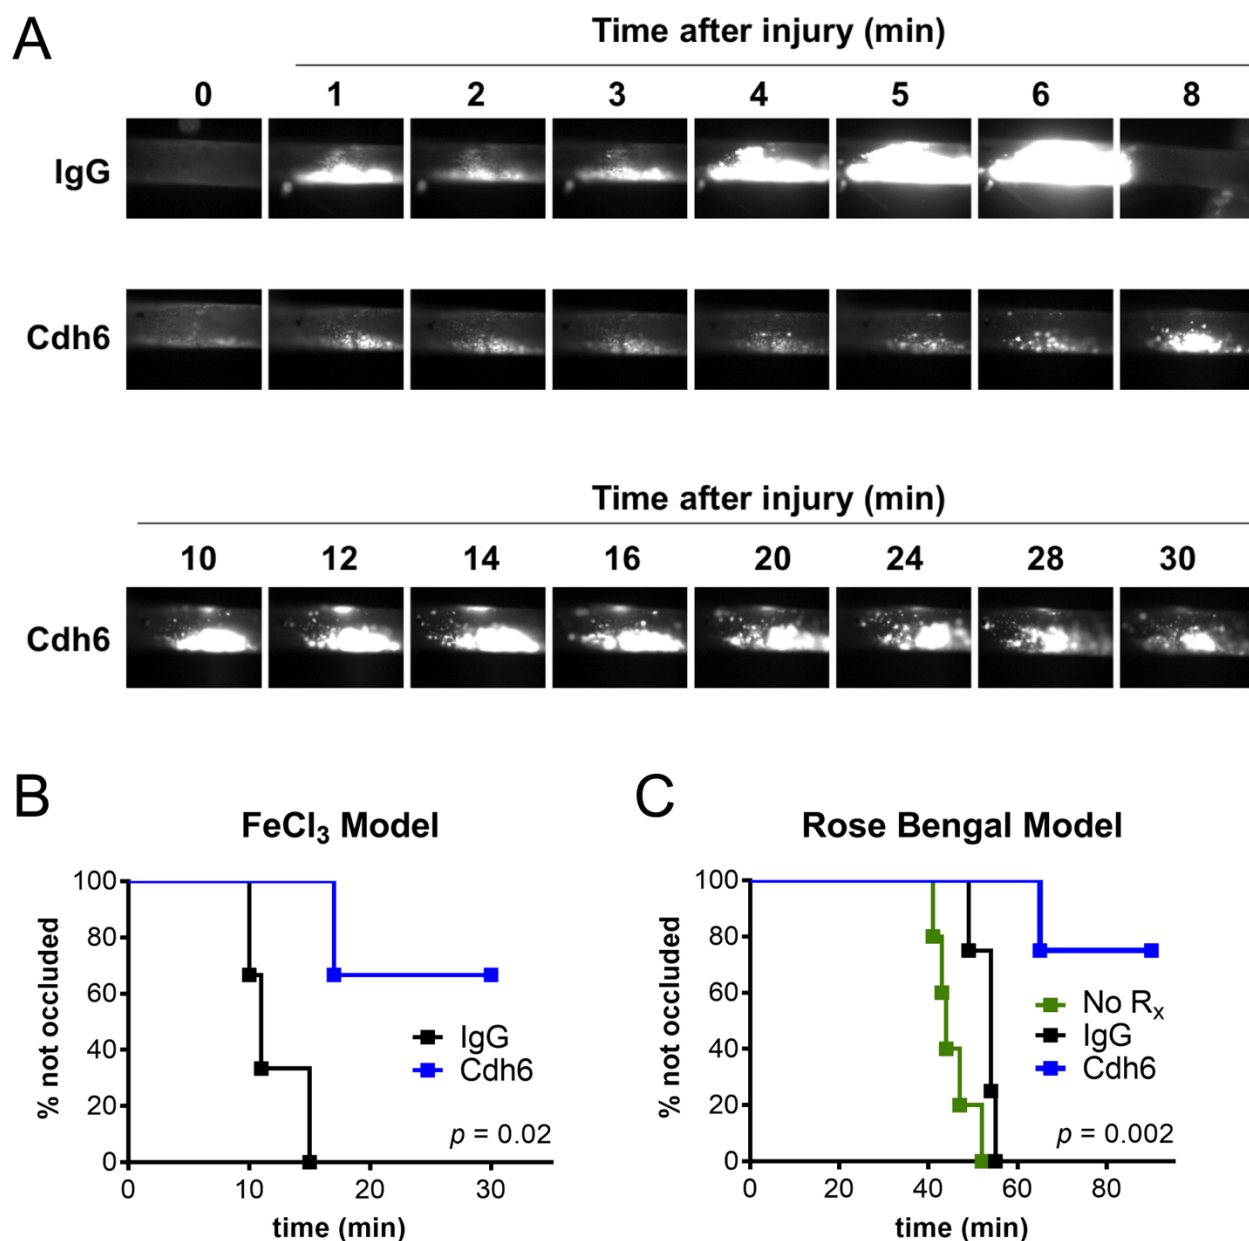 A
Time after injury (min)
0 1 2 3 4 5 6 8
IgG
Cdh6
Time after injury (min)
10 12 14 16 20 24 28 30
Cdh6
B
FeCl₃ Model
% not occluded
100
80
60
40
20
0
0 10 20 30
time (min)
IgG
Cdh6
p = 0.02
C
Rose Bengal Model
% not occluded
100
80
60
40
20
0
0 20 40 60 80
time (min)
No Rₓ
IgG
Cdh6
p = 0.002